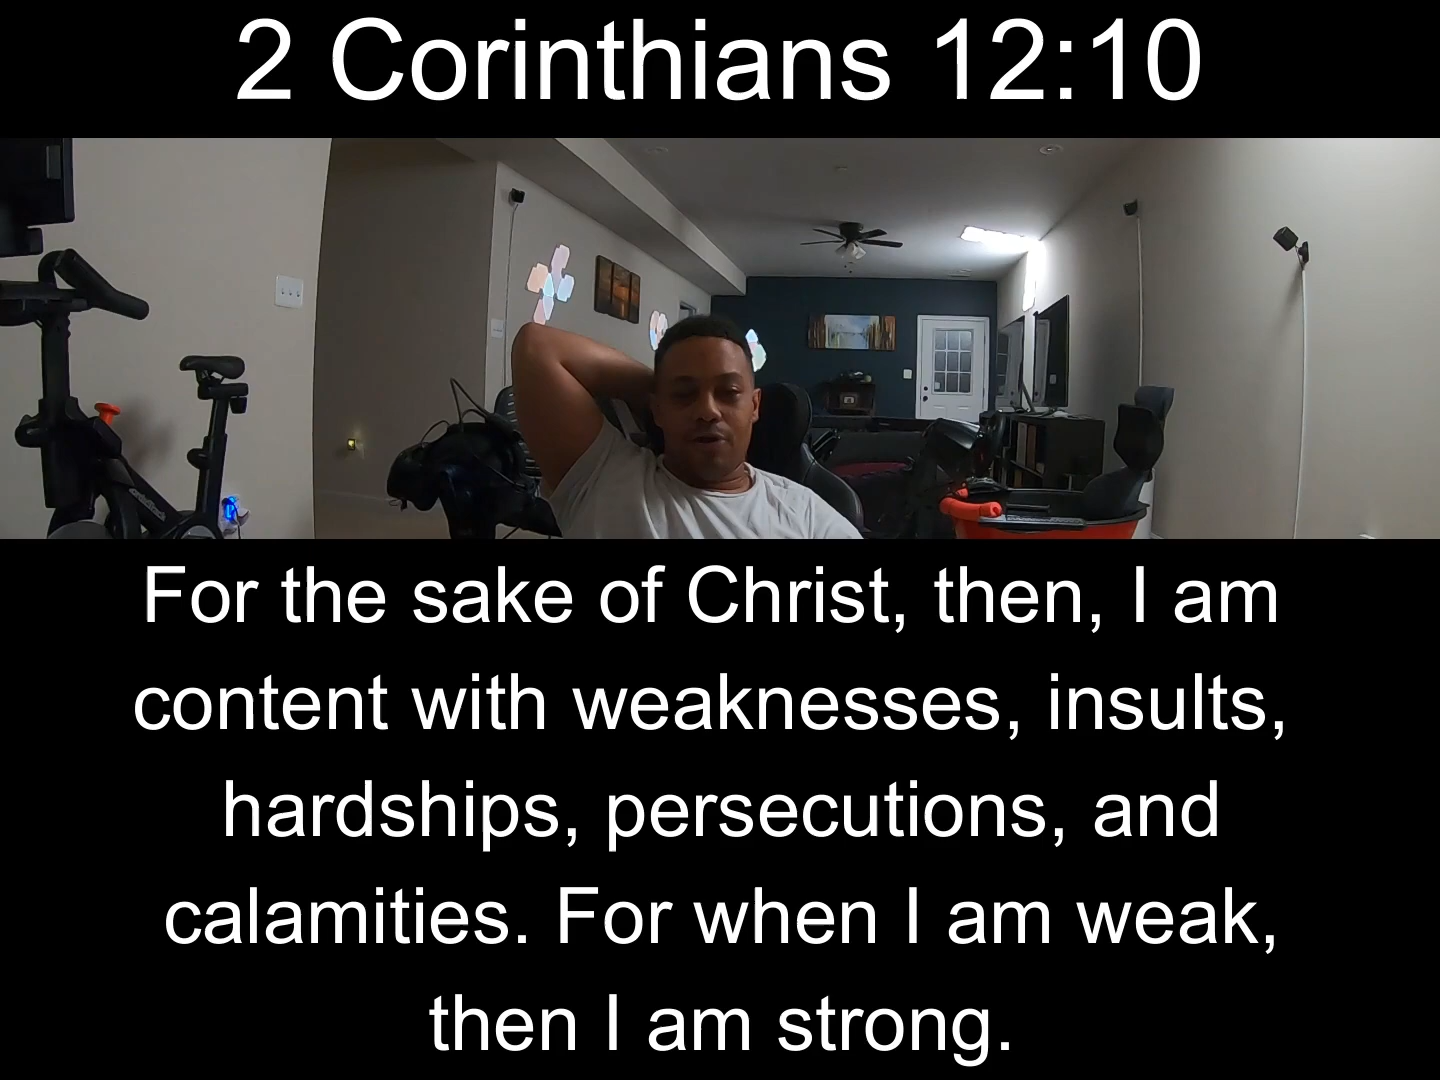 2 Corinthians 12:10
For the sake of Christ, then, I am
content with weaknesses, insults,
hardships, persecutions, and
calamities. For when I am weak,
then I am strong.